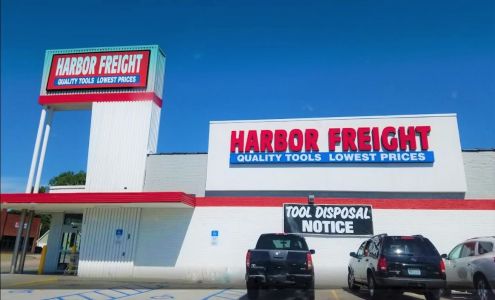 HARBOR FREIGHT
QUALITY TOOLS LOWEST PRICES
HARBOR FREIGHT
QUALITY TOOLS LOWEST PRICES
TOOL DISPOSAL
NOTICE